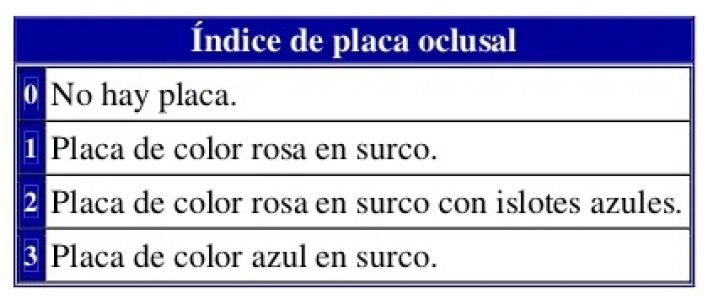 Índice de placa oclusal
0 No hay placa.
1 Placa de color rosa en surco.
2 Placa de color rosa en surco con islotes azules.
3 Placa de color azul en surco.